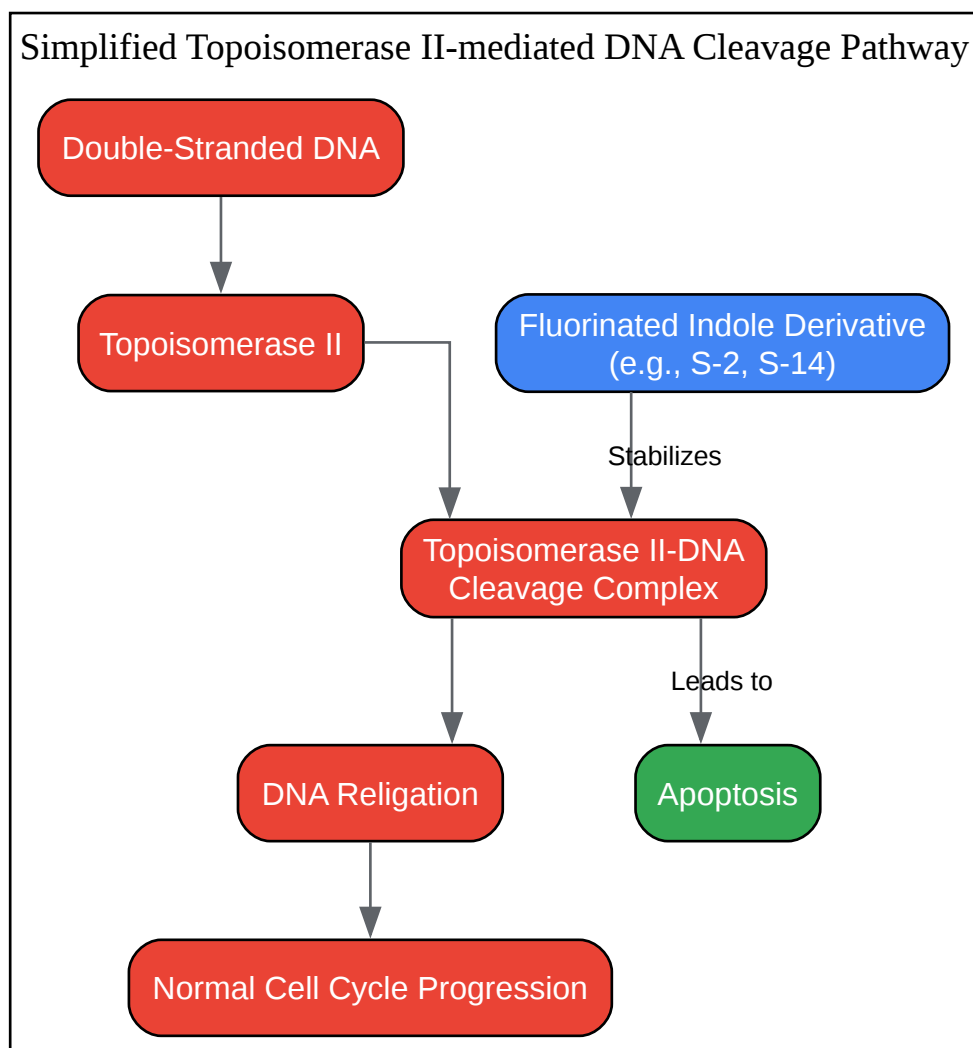 Simplified Topoisomerase II-mediated DNA Cleavage Pathway
Double-Stranded DNA
Topoisomerase II
Fluorinated Indole Derivative
(e.g., S-2, S-14)
Stabilizes
Topoisomerase II-DNA
Cleavage Complex
Leads to
DNA Religation
Apoptosis
Normal Cell Cycle Progression